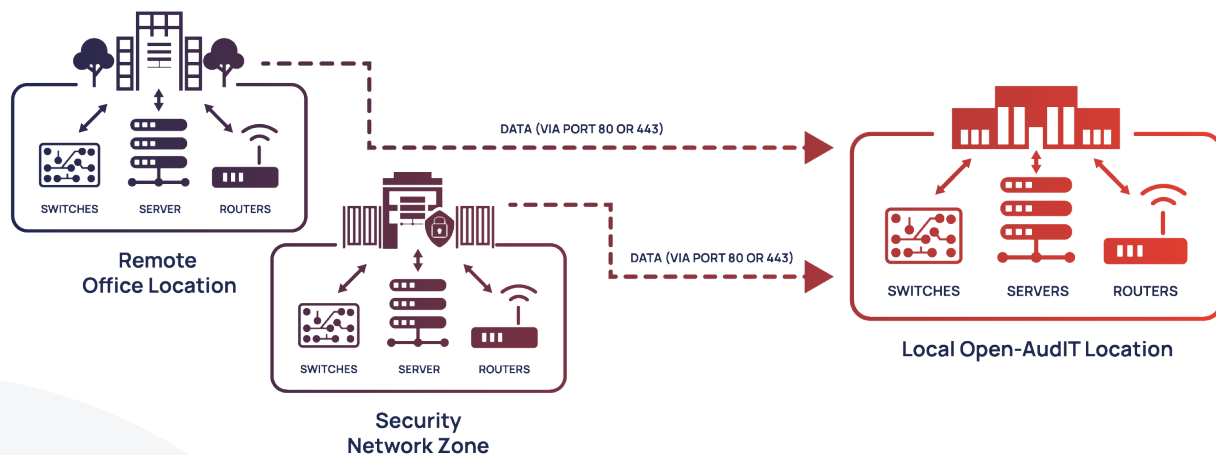 DATA (VIA PORT 80 OR 443)
SWITCHES
SERVER
ROUTERS
Remote
Office Location
DATA (VIA PORT 80 OR 443)
SWITCHES
SERVER
ROUTERS
Security
Network Zone
SWITCHES
SERVERS
ROUTERS
Local Open-AudIT Location